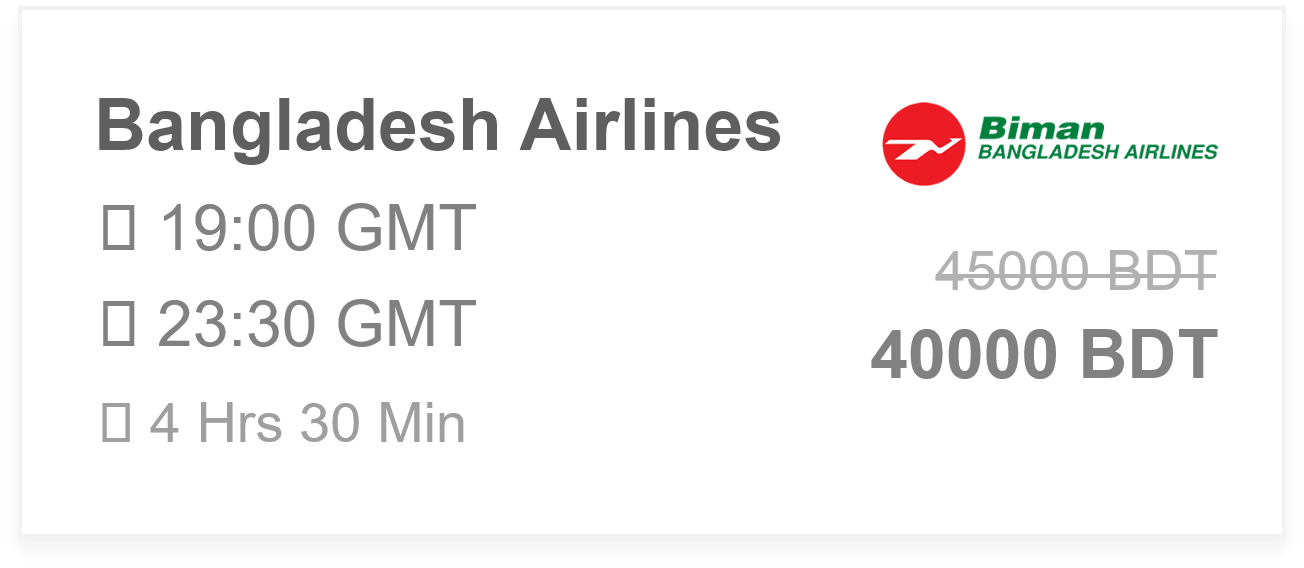 Bangladesh Airlines
Biman
BANGLADESH AIRLINES
19:00 GMT
23:30 GMT
4 Hrs 30 Min
45000 BDT
40000 BDT